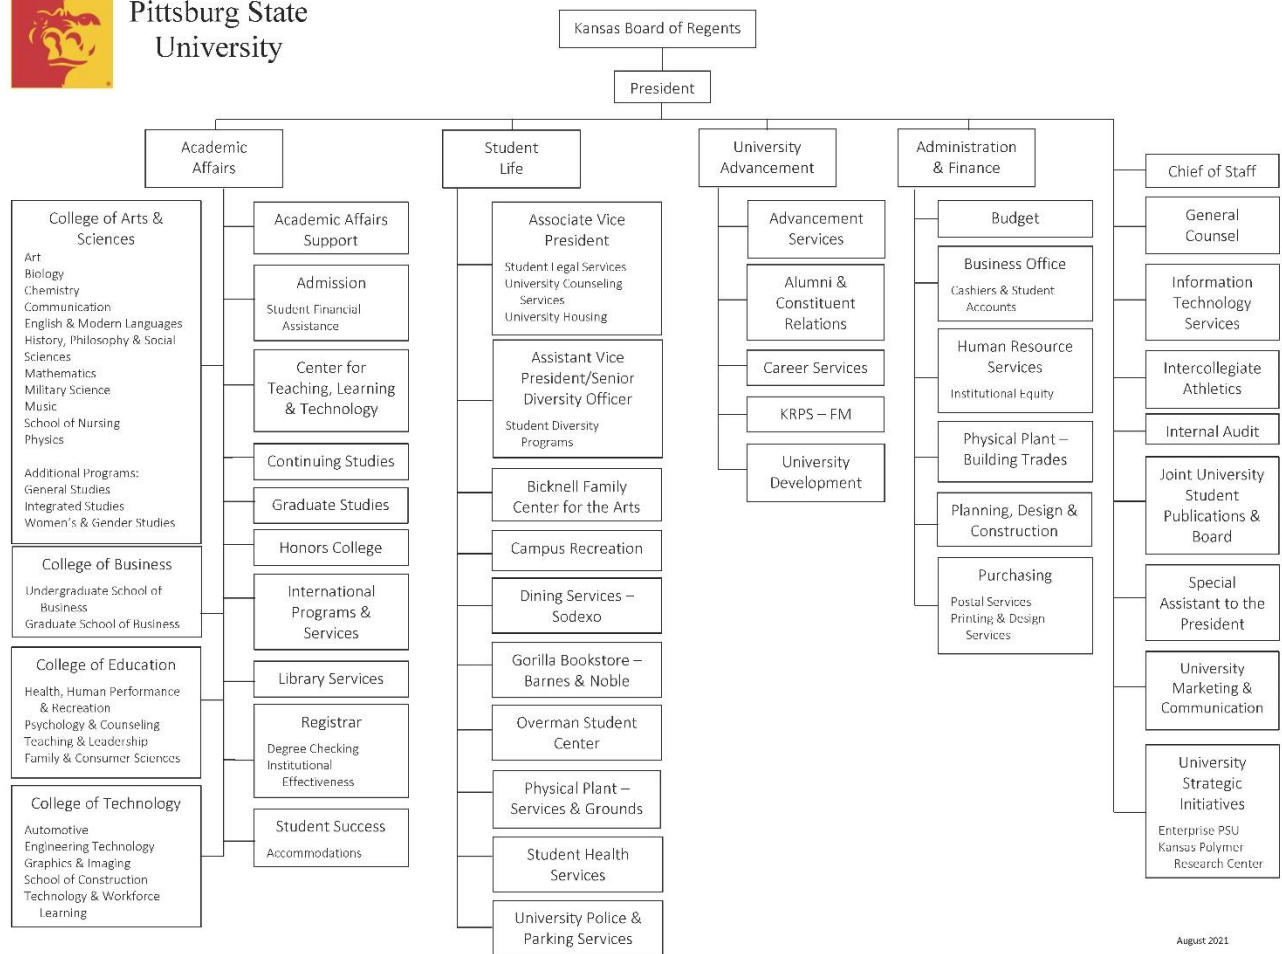 Pittsburg State
University
Kansas Board of Regents
President
Academic
Affairs
College of Arts &
Sciences
Art
Biology
Chemistry
Communication
English & Modern Languages
History, Philosophy & Social
Sciences
Mathematics
Military Science
Music
School of Nursing
Physics
Additional Programs:
General Studies
Integrated Studies
Women's & Gender Studies
College of Business
Undergraduate School of
Business
Graduate School of Business
College of Education
Health, Human Performance
& Recreation
Psychology & Counseling
Teaching & Leadership
Family & Consumer Sciences
College of Technology
Automotive
Engineering Technology
Graphics & Imaging
School of Construction
Technology & Workforce
Learning
Academic Affairs
Support
Admission
Student Financial
Assistance
Center for
Teaching, Learning
& Technology
Continuing Studies
Graduate Studies
Honors College
International
Programs &
Services
Library Services
Registrar
Degree Checking
Institutional
Effectiveness
Student Success
Accommodations
Student
Life
Associate Vice
President
Student Legal Services
University Counseling
Services
University Housing
Assistant Vice
President/Senior
Diversity Officer
Student Diversity
Programs
Bicknell Family
Center for the Arts
Campus Recreation
Dining Services –
Sodexo
Gorilla Bookstore –
Barnes & Noble
Overman Student
Center
Physical Plant –
Services & Grounds
Student Health
Services
University Police &
Parking Services
University
Advancement
Advancement
Services
Alumni &
Constituent
Relations
Career Services
KRPS – FM
University
Development
Administration
& Finance
Budget
Business Office
Cashiers & Student
Accounts
Human Resource
Services
Institutional Equity
Physical Plant –
Building Trades
Planning, Design &
Construction
Purchasing
Postal Services
Printing & Design
Services
Chief of Staff
General
Counsel
Information
Technology
Services
Intercollegiate
Athletics
Internal Audit
Joint University
Student
Publications &
Board
Special
Assistant to the
President
University
Marketing &
Communication
University
Strategic
Initiatives
Enterprise PSU
Kansas Polymer
Research Center
August 2021